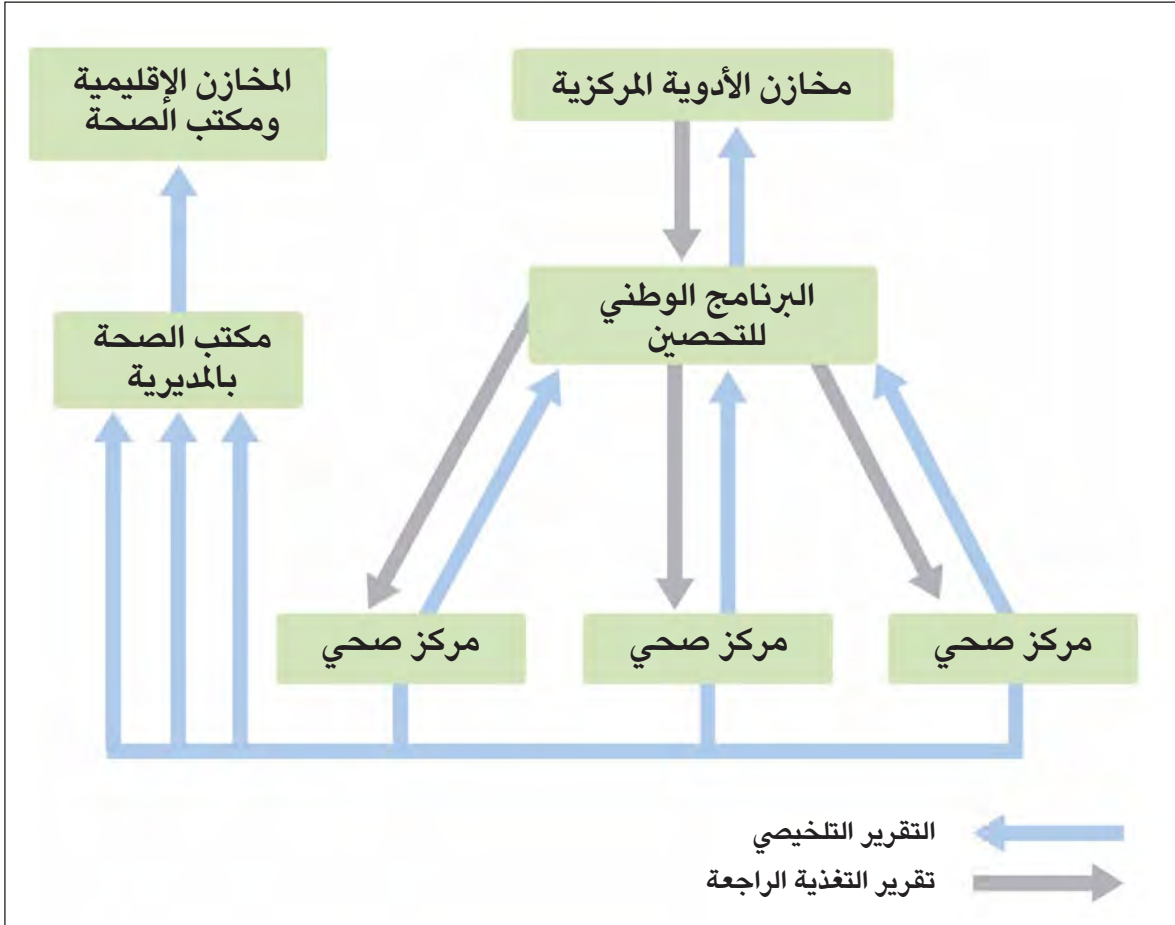 مخازن الأدوية المركزية
المخازن الإقليمية
ومكتب الصحة
البرنامج الوطني
للتحصين
مكتب الصحة
بالمديرية
مركز صحي
مركز صحي
مركز صحي
التقرير التلخيصي
تقرير التغذية الراجعة